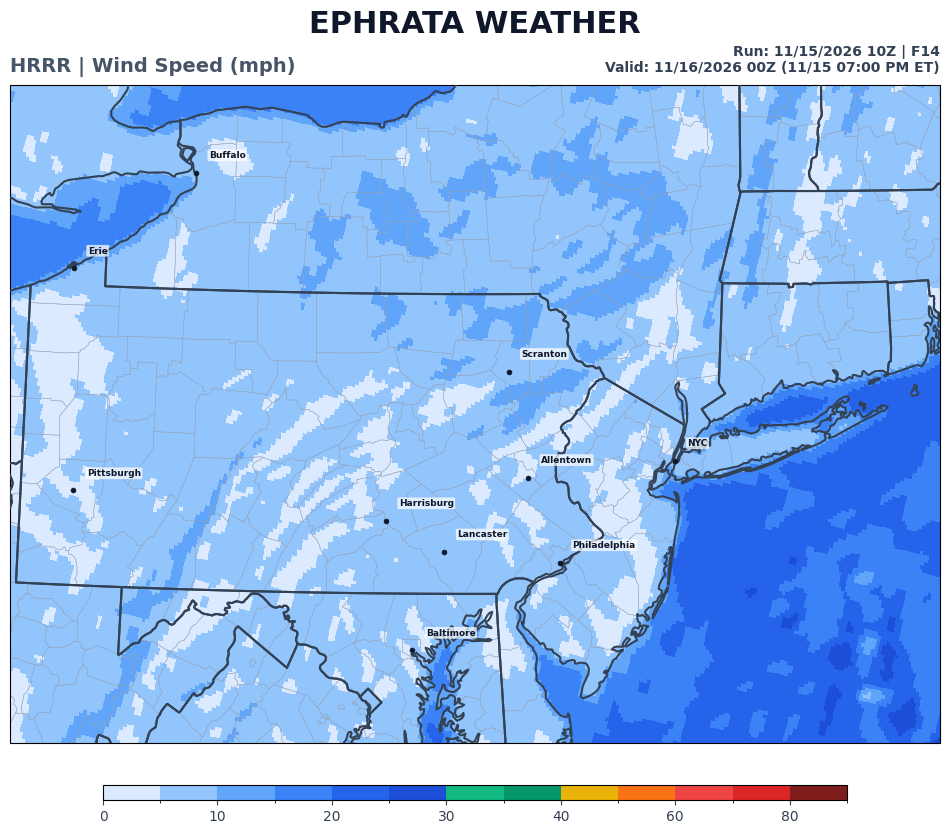 EPHRATA WEATHER
HRRR | Wind Speed (mph)
Run: 11/15/2026 10Z | F14
Valid: 11/16/2026 00Z (11/15 07:00 PM ET)
Buffalo
Erie
Scranton
NYC
Allentown
Pittsburgh
Harrisburg
Lancaster
Philadelphia
Baltimore
0 10 20 30 40 50 60 70 80